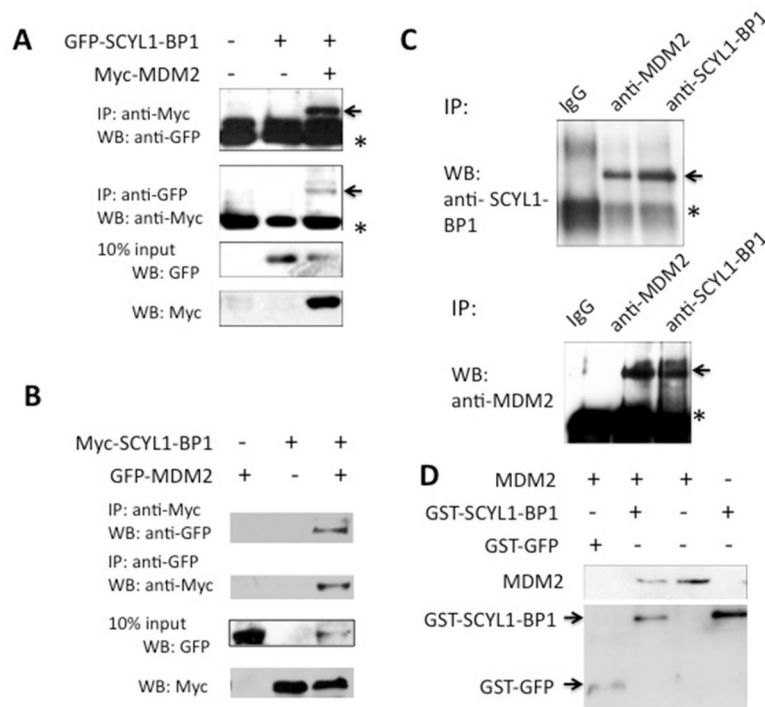 A
GFP-SCYL1-BP1 - + +
Myc-MDM2 - - +
IP: anti-Myc
WB: anti-GFP
*
IP: anti-GFP
WB: anti-Myc
*
10% input
WB: GFP
WB: Myc
B
Myc-SCYL1-BP1 - + +
GFP-MDM2 + - +
IP: anti-Myc
WB: anti-GFP
IP: anti-GFP
WB: anti-Myc
10% input
WB: GFP
WB: Myc
C
IP: IgG anti-MDM2 anti-SCYL1-BP1
WB:
anti- SCYL1-
BP1
*
IP: IgG anti-MDM2 anti-SCYL1-BP1
WB:
anti-MDM2
*
D
MDM2 + + + -
GST-SCYL1-BP1 - + - +
GST-GFP + - - -
MDM2
GST-SCYL1-BP1
GST-GFP